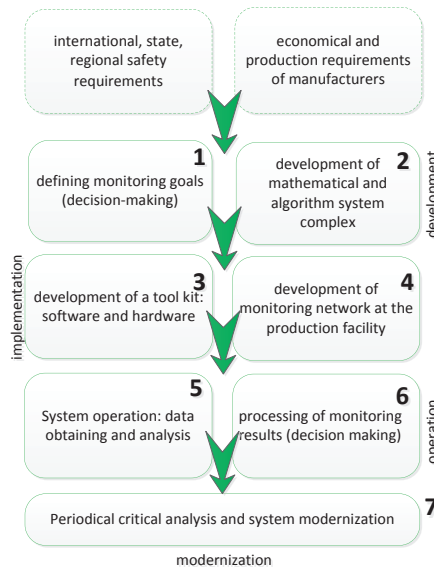 international, state,
regional safety
requirements
economical and
production requirements
of manufacturers
1
defining monitoring goals
(decision-making)
2
development of
mathematical and
algorithm system
complex
development
implementation
3
development of a tool kit:
software and hardware
4
development of
monitoring network at the
production facility
5
System operation: data
obtaining and analysis
6
processing of monitoring
results (decision making)
operation
7
Periodical critical analysis and system modernization
modernization